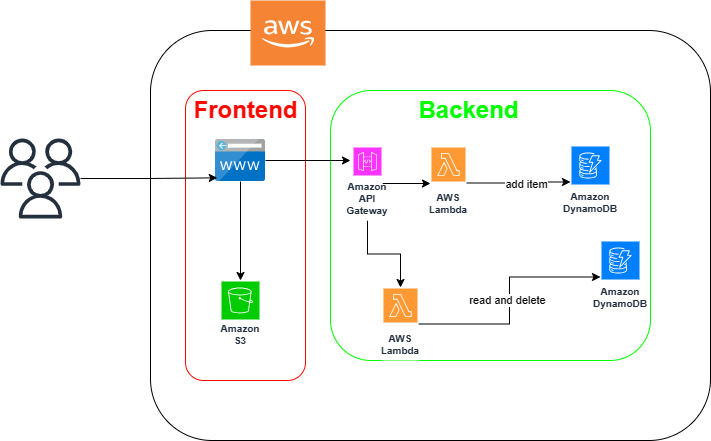 aws
Frontend
Backend
WWW
Amazon
API
Gateway
AWS
Lambda
add item
Amazon
DynamoDB
Amazon
S3
AWS
Lambda
read and delete
Amazon
DynamoDB